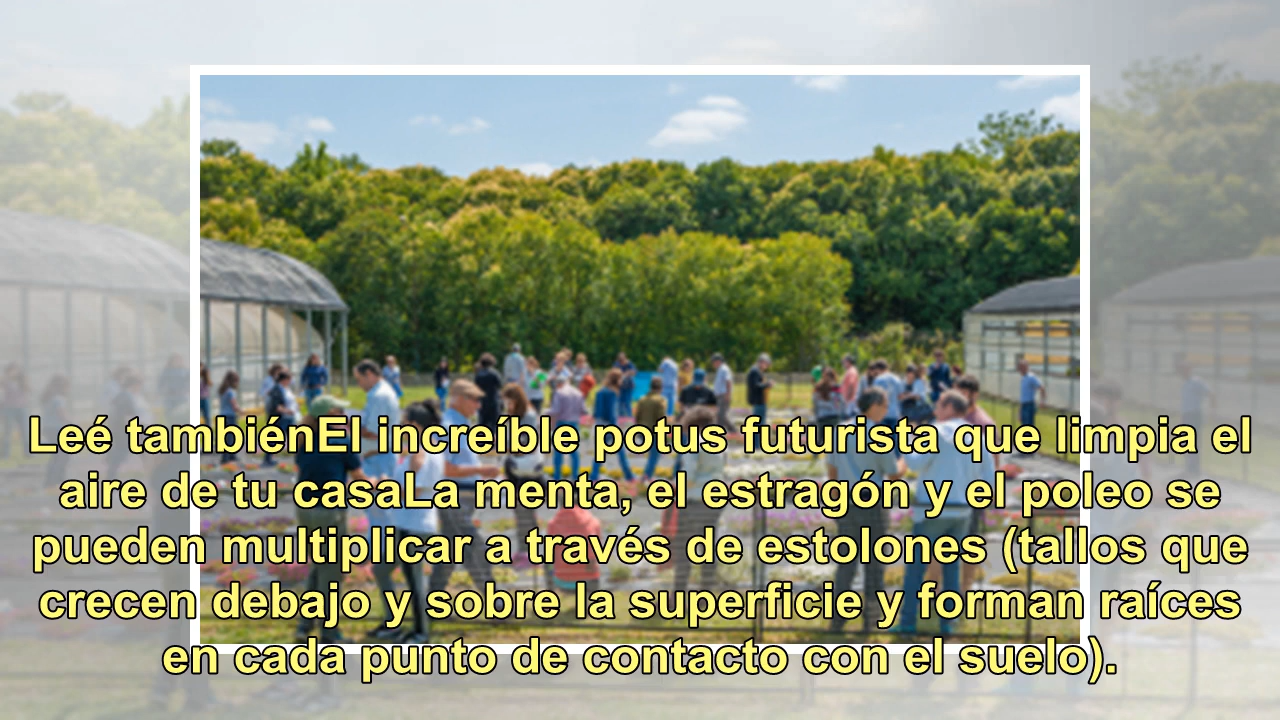 Leé tambiénEl increíble potus futurista que limpia el
aire de tu casaLa menta, el estragón y el poleo se
pueden multiplicar a través de estolones (tallos que
crecen debajo y sobre la superficie y forman raíces
en cada punto de contacto con el suelo).